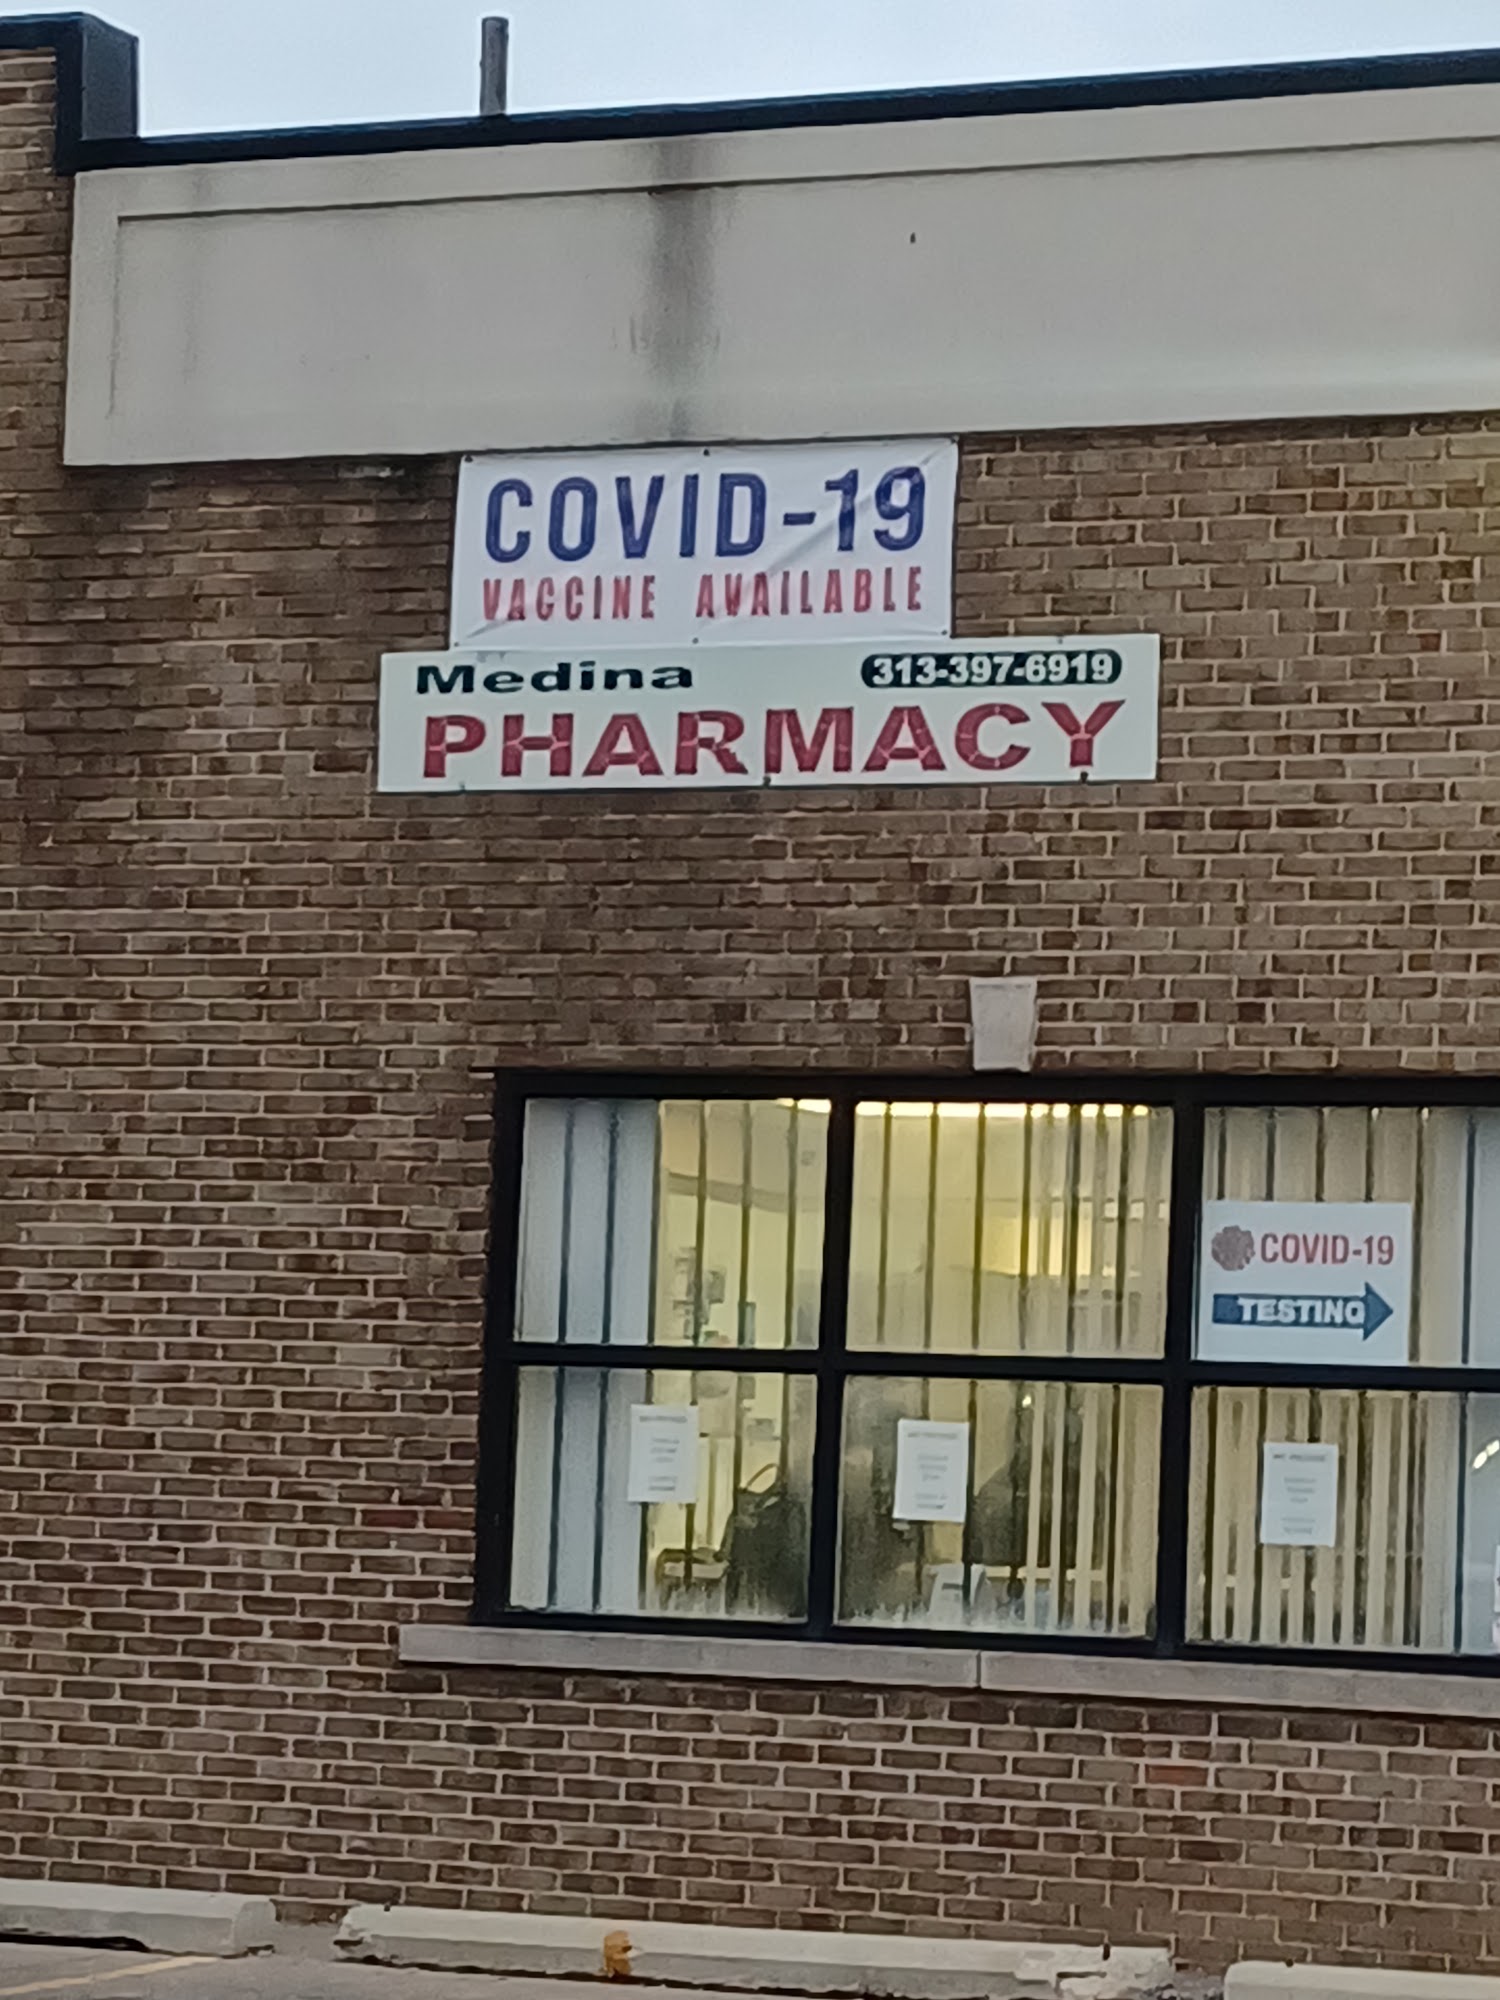 COVID-19
VACCINE AVAILABLE
Medina 313-397-6919
PHARMACY
COVID-19
TESTING